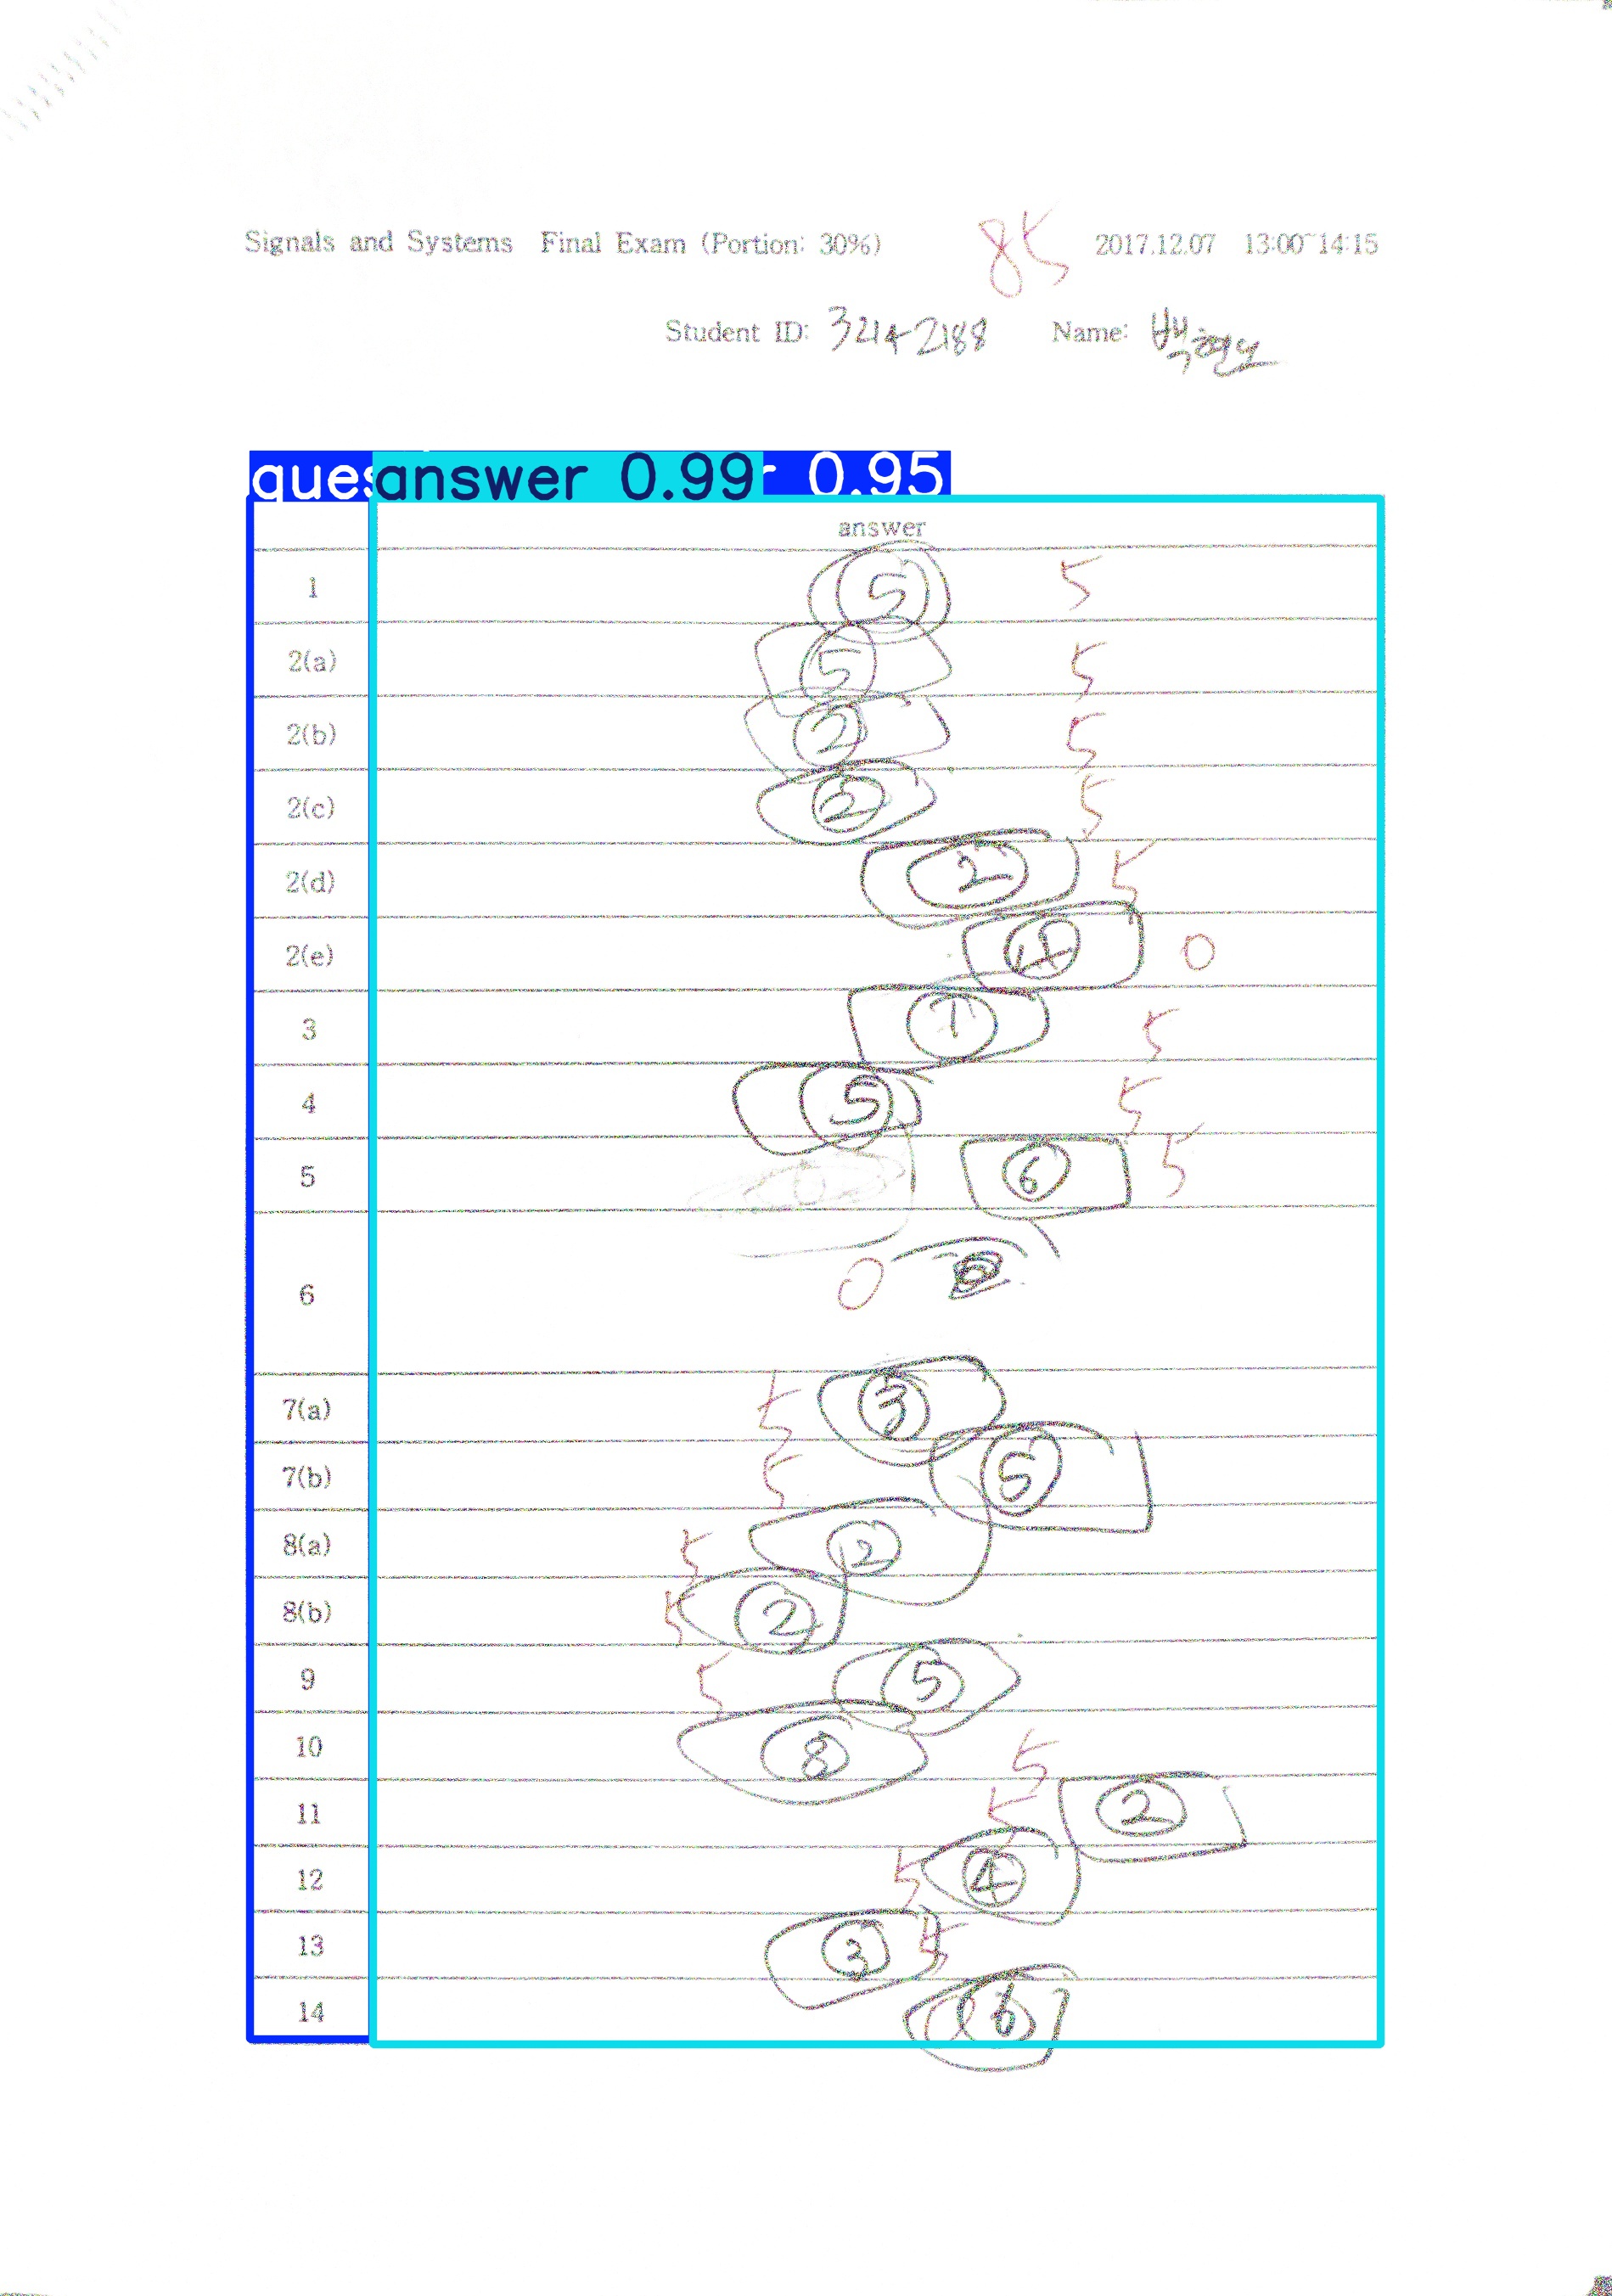 Signals and Systems Final Exam (Portion: 30%) 85 2017.12.07 13:00~14:15
Student ID: 32142188 Name:
answer 0.99 0.95
answer
1 5 5
2(a) 5 5
2(b) 2 5
2(c) 2 5
2(d) 2 5
2(e) 4 0
3 1 5
4 5 5
5 6 5
6 0
7(a) 5 3
7(b) 5 5
8(a) 5 2
8(b) 5 2
9 5 5
10 8 5
11 5 2
12 5 4
13 3 5
14 6